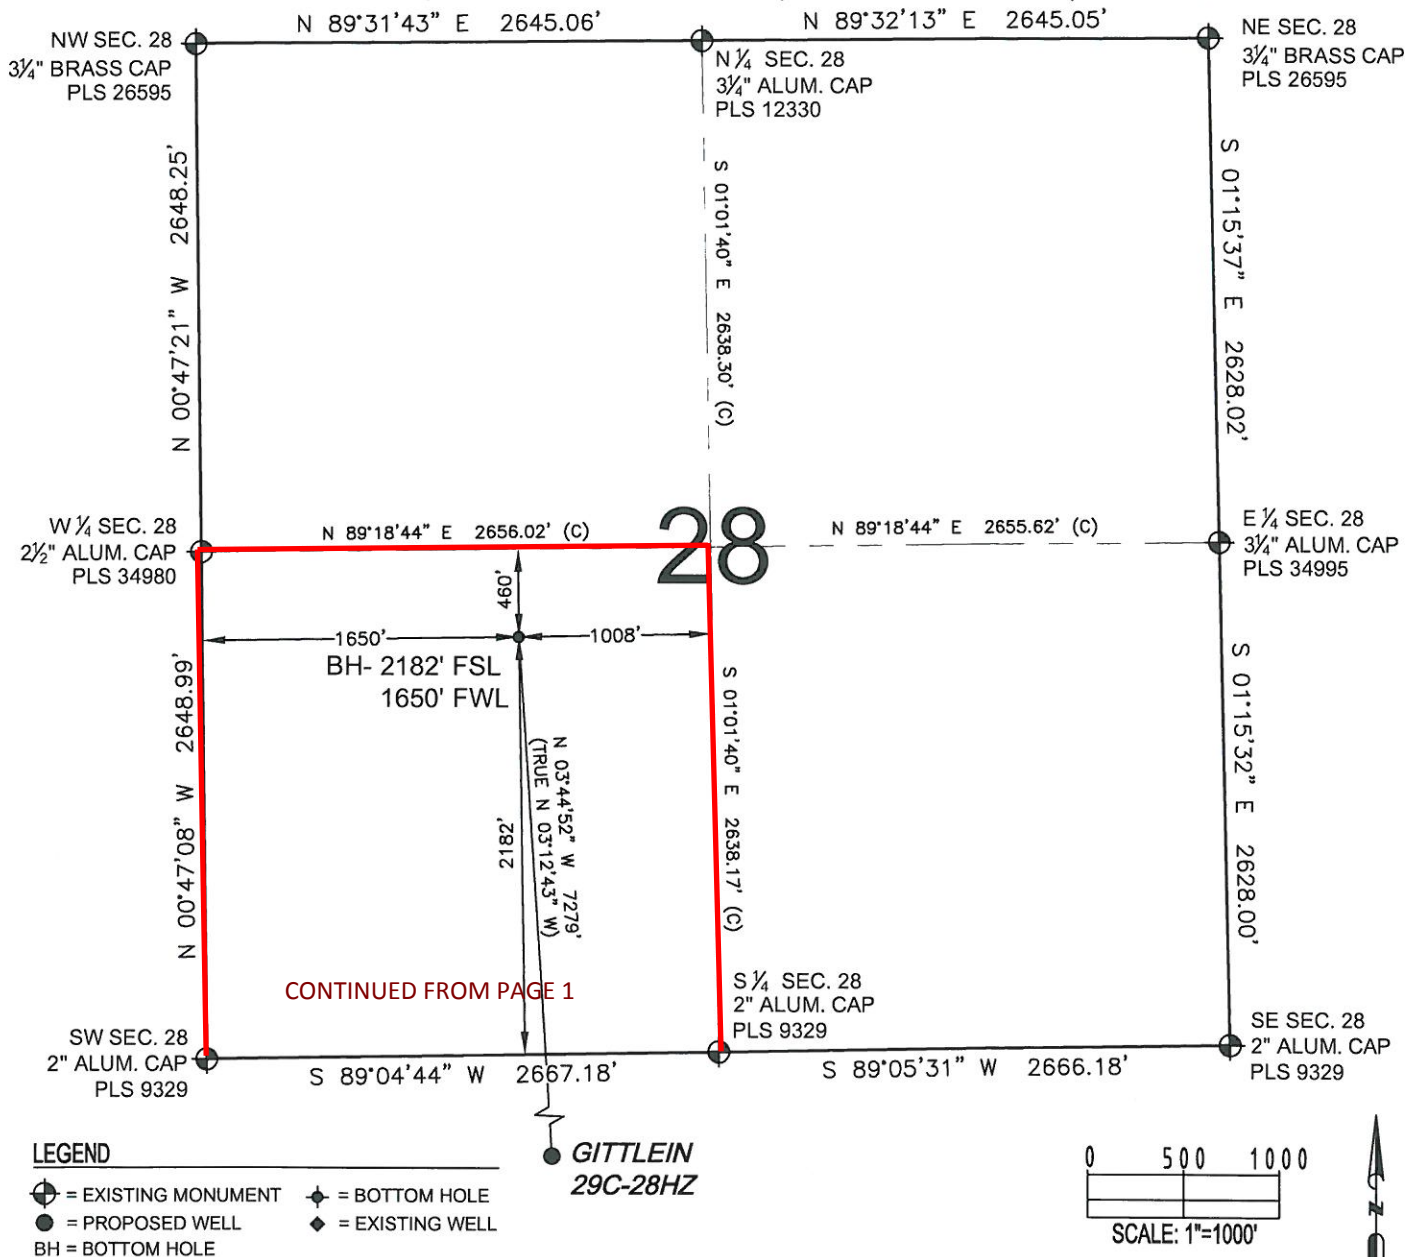 N 89°31'43" E 2645.06'
N 89°32'13" E 2645.05'
NW SEC. 28
3¼" BRASS CAP
PLS 26595
N ¼ SEC. 28
3¼" ALUM. CAP
PLS 12330
NE SEC. 28
3¼" BRASS CAP
PLS 26595
N 00°47'21" W 2648.25'
S 01°01'40" E 2638.30' (C)
S 01°15'37" E 2628.02'
W ¼ SEC. 28
2½" ALUM. CAP
PLS 34980
N 89°18'44" E 2656.02' (C)
28
N 89°18'44" E 2655.62' (C)
E ¼ SEC. 28
3¼" ALUM. CAP
PLS 34995
460'
1650'
1008'
BH- 2182' FSL
1650' FWL
N 00°47'08" W 2648.99'
2182'
N 03°44'52" W 7279'
(TRUE N 03°12'43" W)
S 01°01'40" E 2638.17' (C)
S 01°15'32" E 2628.00'
CONTINUED FROM PAGE 1
S ¼ SEC. 28
2" ALUM. CAP
PLS 9329
SW SEC. 28
2" ALUM. CAP
PLS 9329
SE SEC. 28
2" ALUM. CAP
PLS 9329
S 89°04'44" W 2667.18'
S 89°05'31" W 2666.18'
GITTLEIN
29C-28HZ
LEGEND
= EXISTING MONUMENT
= BOTTOM HOLE
= PROPOSED WELL
= EXISTING WELL
BH = BOTTOM HOLE
0 500 1000
SCALE: 1"=1000'
N